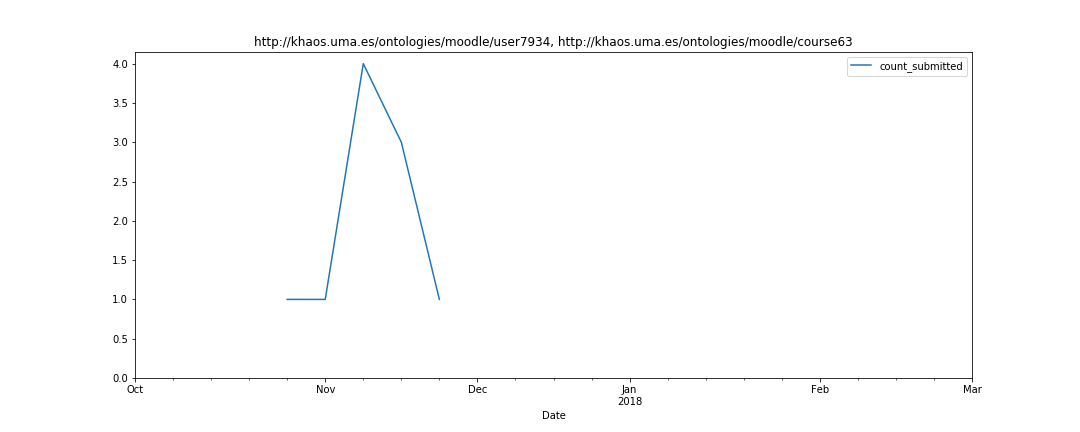 http://khaos.uma.es/ontologies/moodle/user7934, http://khaos.uma.es/ontologies/moodle/course63
count_submitted
4.0
3.5
3.0
2.5
2.0
1.5
1.0
0.5
0.0
Oct Nov Dec Jan Feb Mar
2018
Date